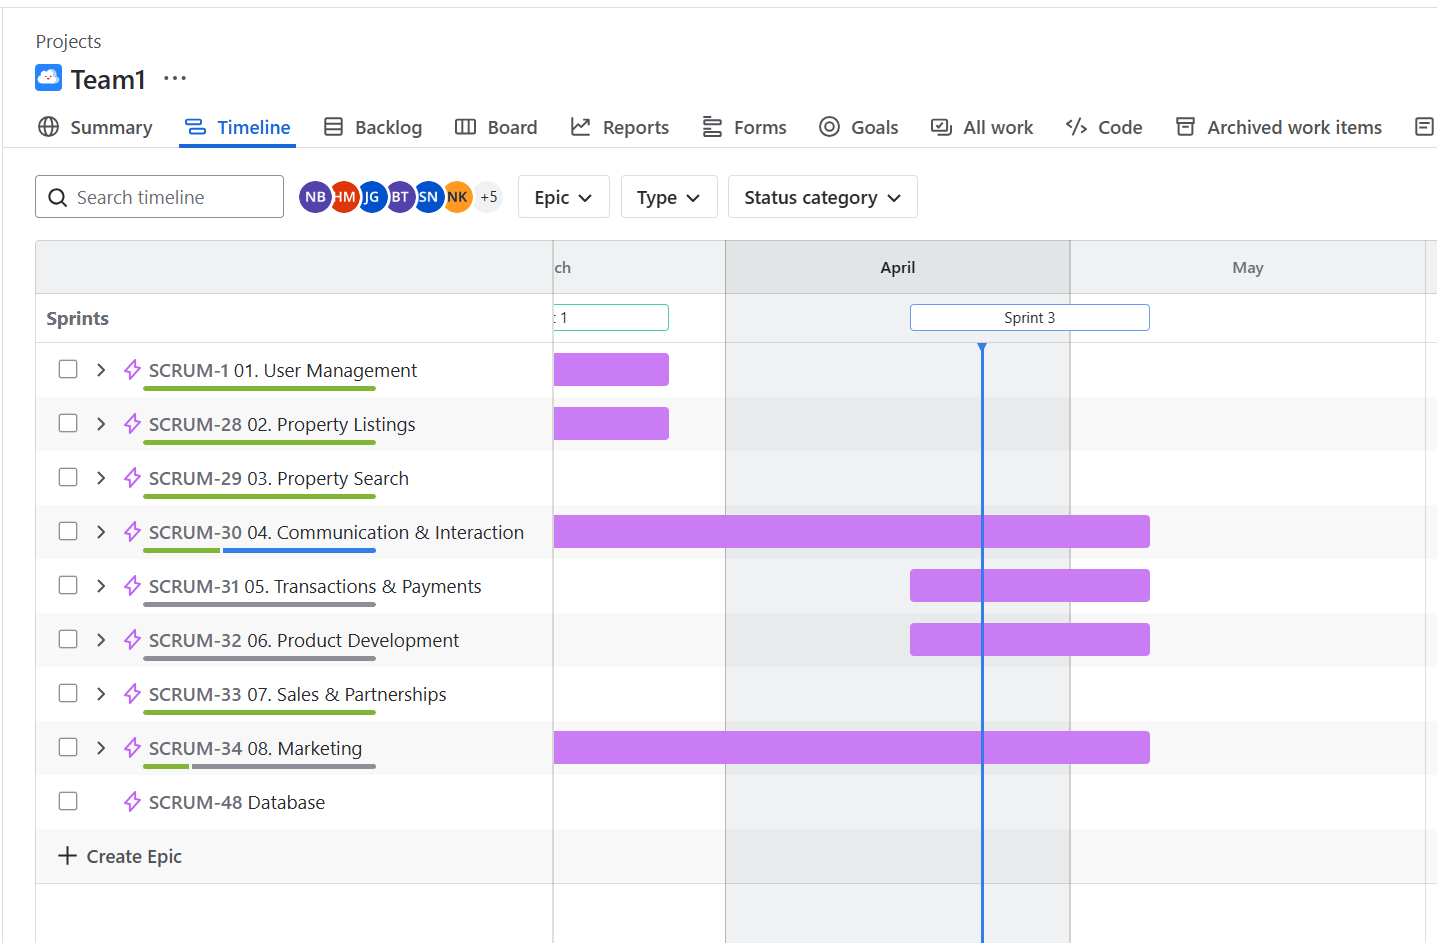 Projects
Team1 ···
Summary Timeline Backlog Board Reports Forms Goals All work Code Archived work items
Search timeline NB HM JG BT SN NK +5 Epic Type Status category
ch April May
Sprints : 1 Sprint 3
SCRUM-1 01. User Management
SCRUM-28 02. Property Listings
SCRUM-29 03. Property Search
SCRUM-30 04. Communication & Interaction
SCRUM-31 05. Transactions & Payments
SCRUM-32 06. Product Development
SCRUM-33 07. Sales & Partnerships
SCRUM-34 08. Marketing
SCRUM-48 Database
+ Create Epic